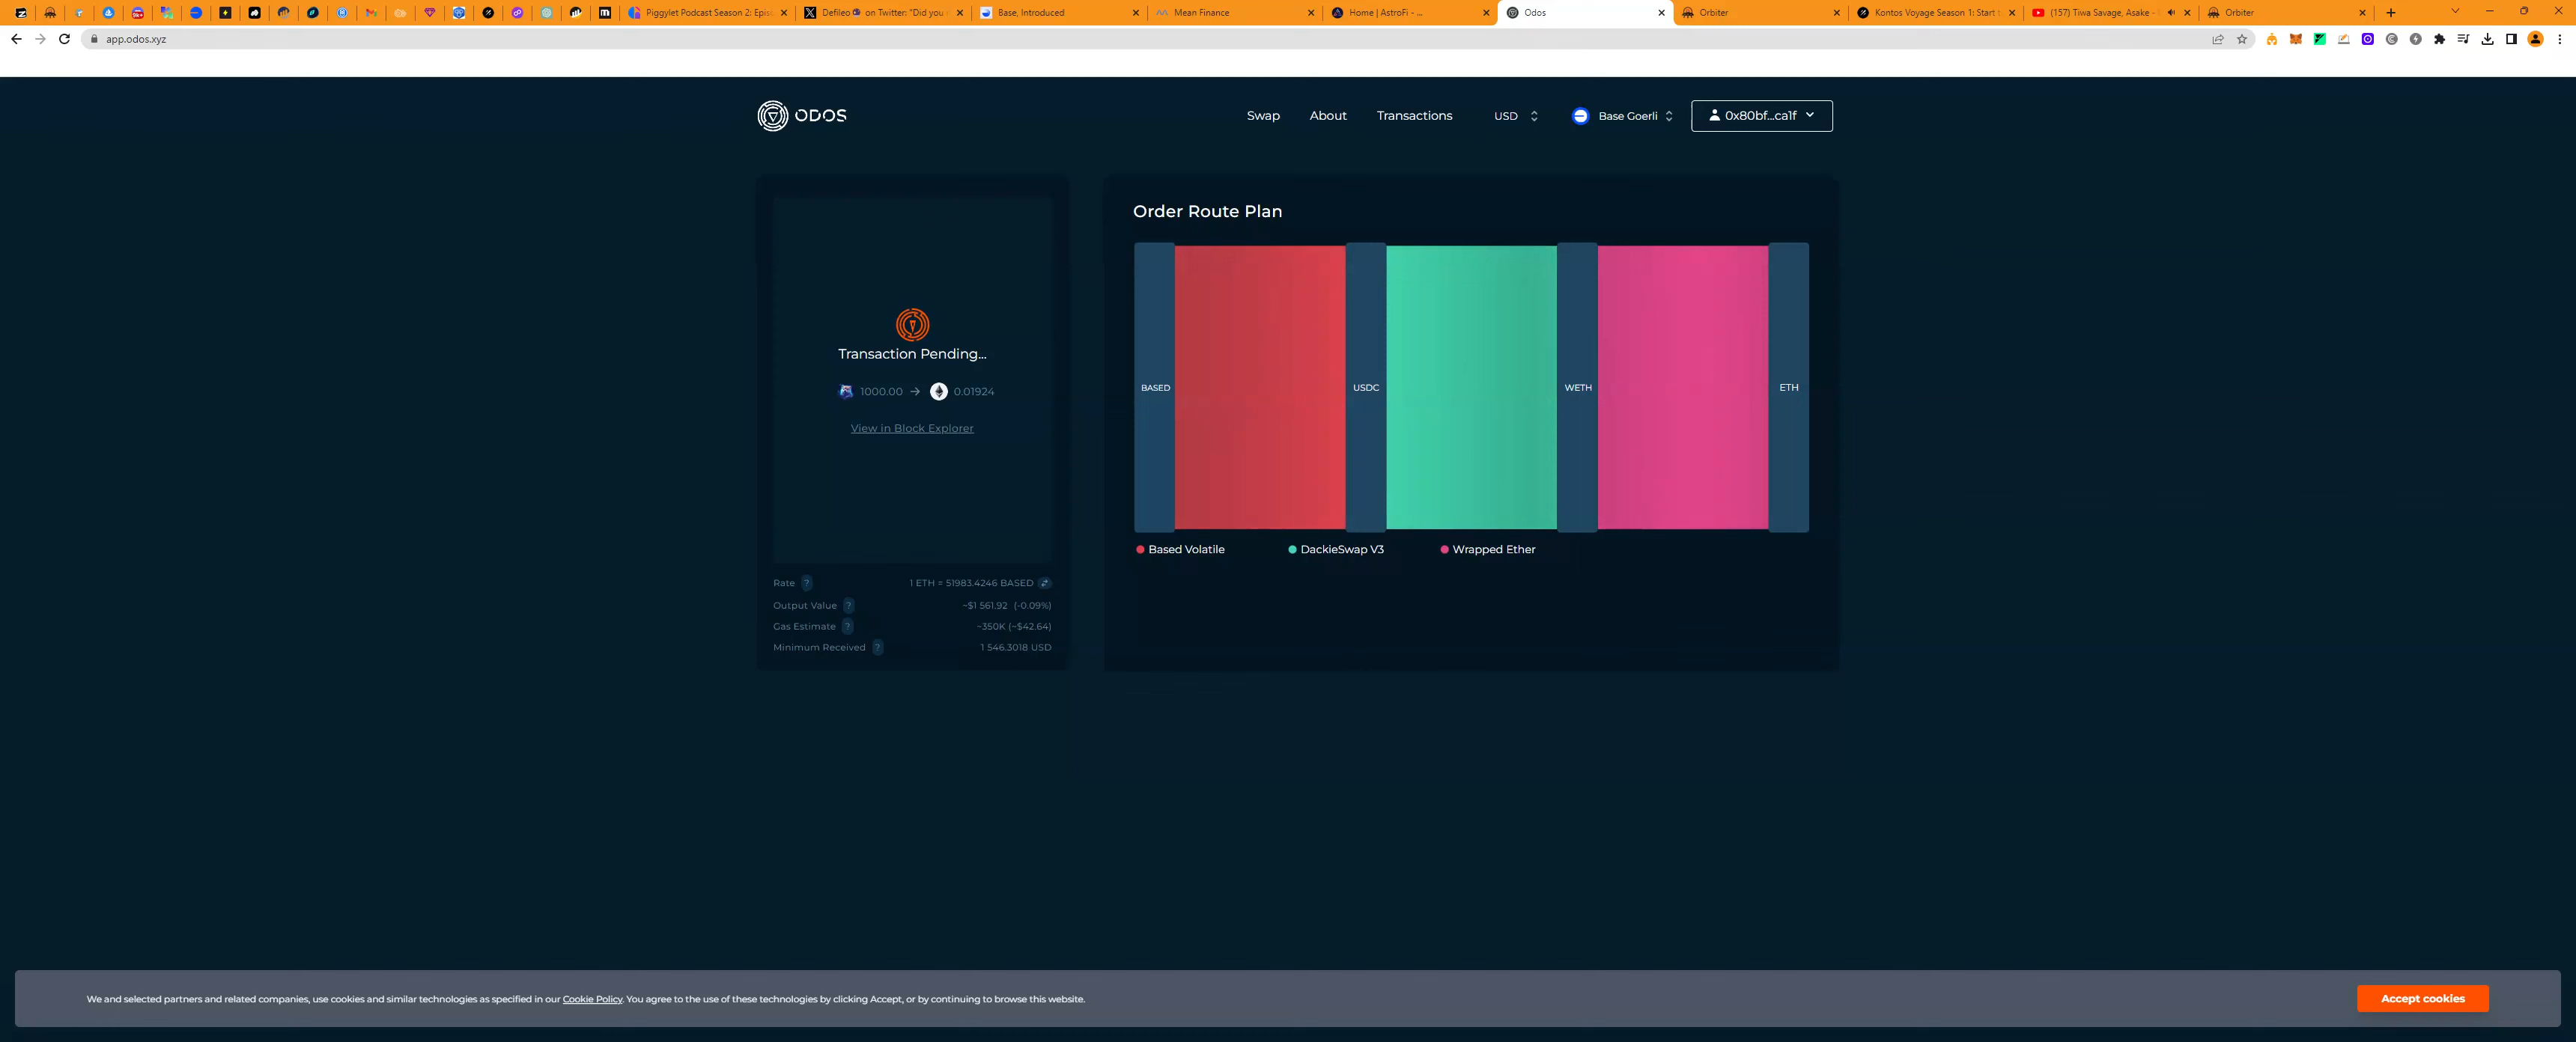 Piggylet Podcast Season 2: Epis
Defileo on Twitter: "Did you
Base, Introduced
Mean Finance
Home | AstroFi - ...
Odos
Orbiter
Kontos Voyage Season 1: Start
(157) Tiwa Savage, Asake -
Orbiter
app.odos.xyz
ODOS
Swap
About
Transactions
USD
Base Goerli
0x80bf...ca1f
Transaction Pending...
1000.00 → 0.01924
View in Block Explorer
Rate ? 1 ETH = 51983.4246 BASED
Output Value ? ~$1 561.92 (-0.09%)
Gas Estimate ? ~350K (~$42.64)
Minimum Received ? 1 546.3018 USD
Order Route Plan
BASED
USDC
WETH
ETH
Based Volatile
DackieSwap V3
Wrapped Ether
We and selected partners and related companies, use cookies and similar technologies as specified in our Cookie Policy. You agree to the use of these technologies by clicking Accept, or by continuing to browse this website.
Accept cookies